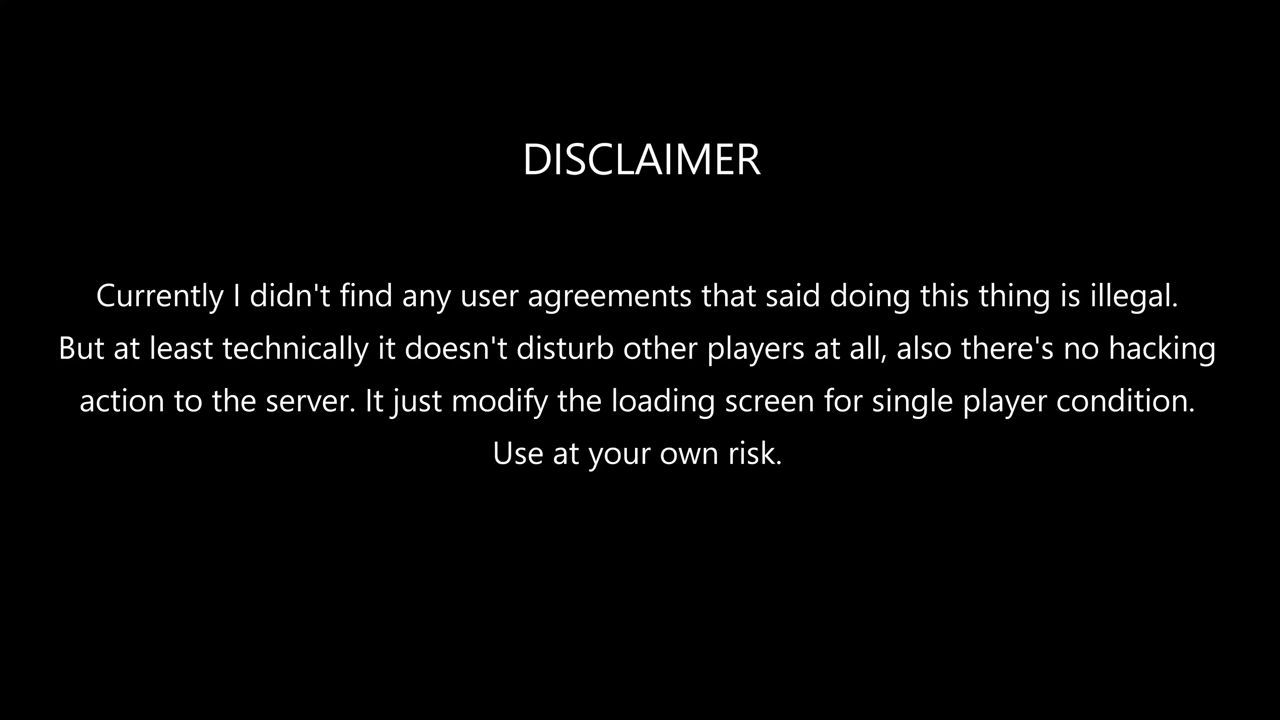 DISCLAIMER
Currently I didn't find any user agreements that said doing this thing is illegal.
But at least technically it doesn't disturb other players at all, also there's no hacking
action to the server. It just modify the loading screen for single player condition.
Use at your own risk.